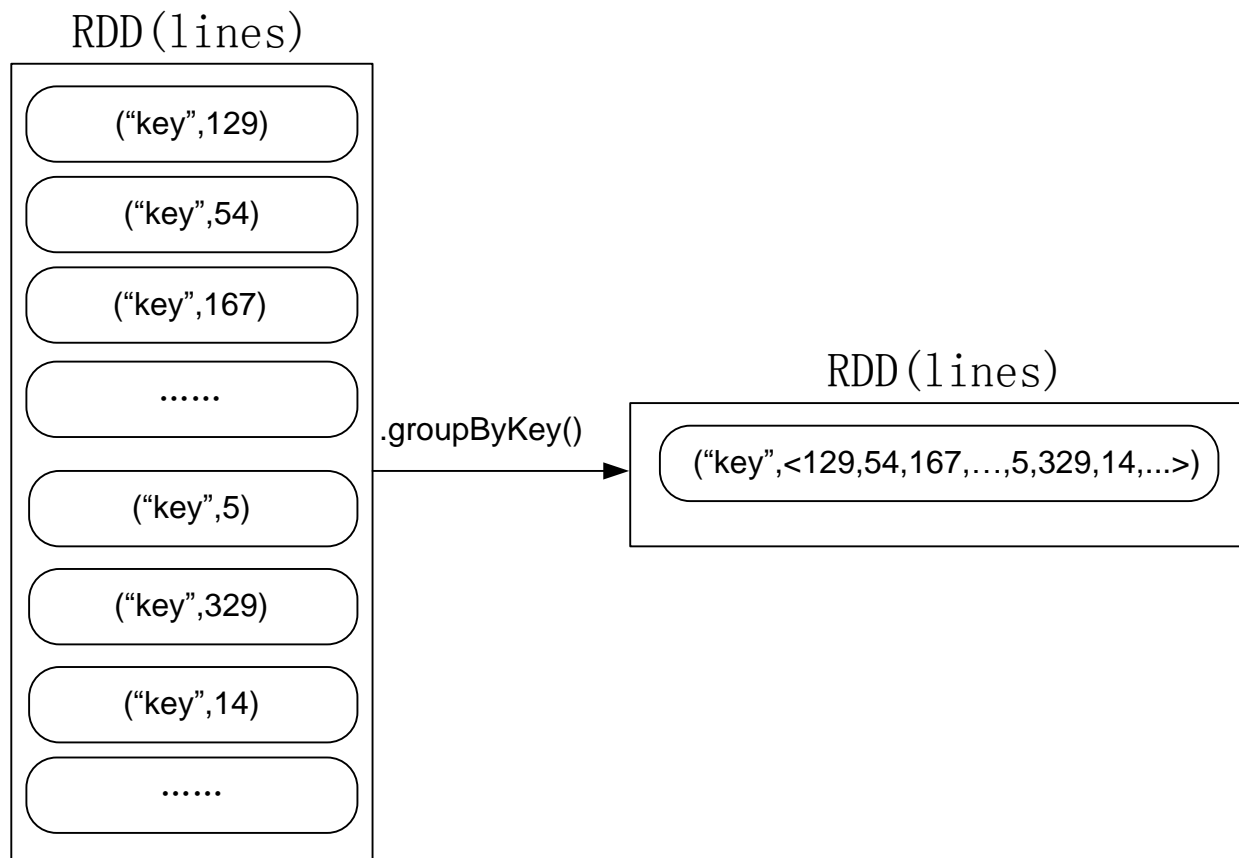 RDD(lines)
(“key”,129)
(“key”,54)
(“key”,167)
······
(“key”,5)
(“key”,329)
(“key”,14)
······
.groupByKey()
RDD(lines)
(“key”,<129,54,167,…,5,329,14,...>)